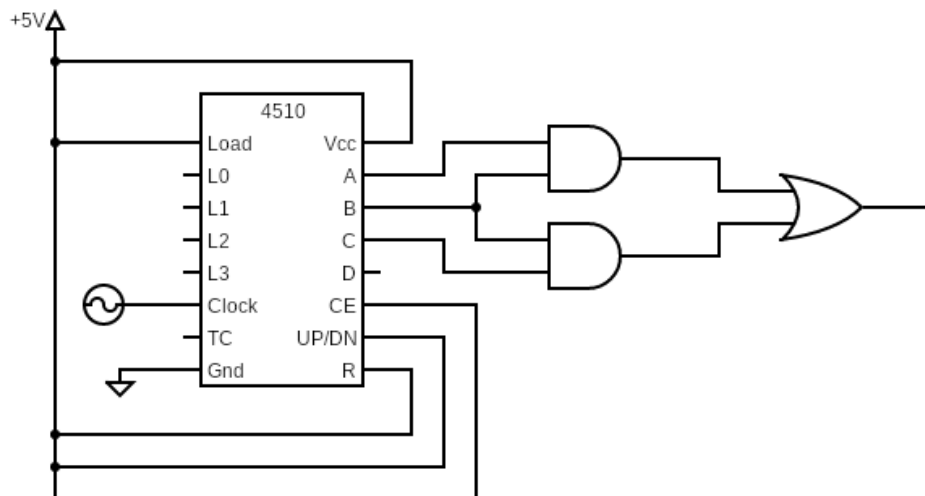 +5V
4510
Load Vcc
L0 A
L1 B
L2 C
L3 D
Clock CE
TC UP/DN
Gnd R